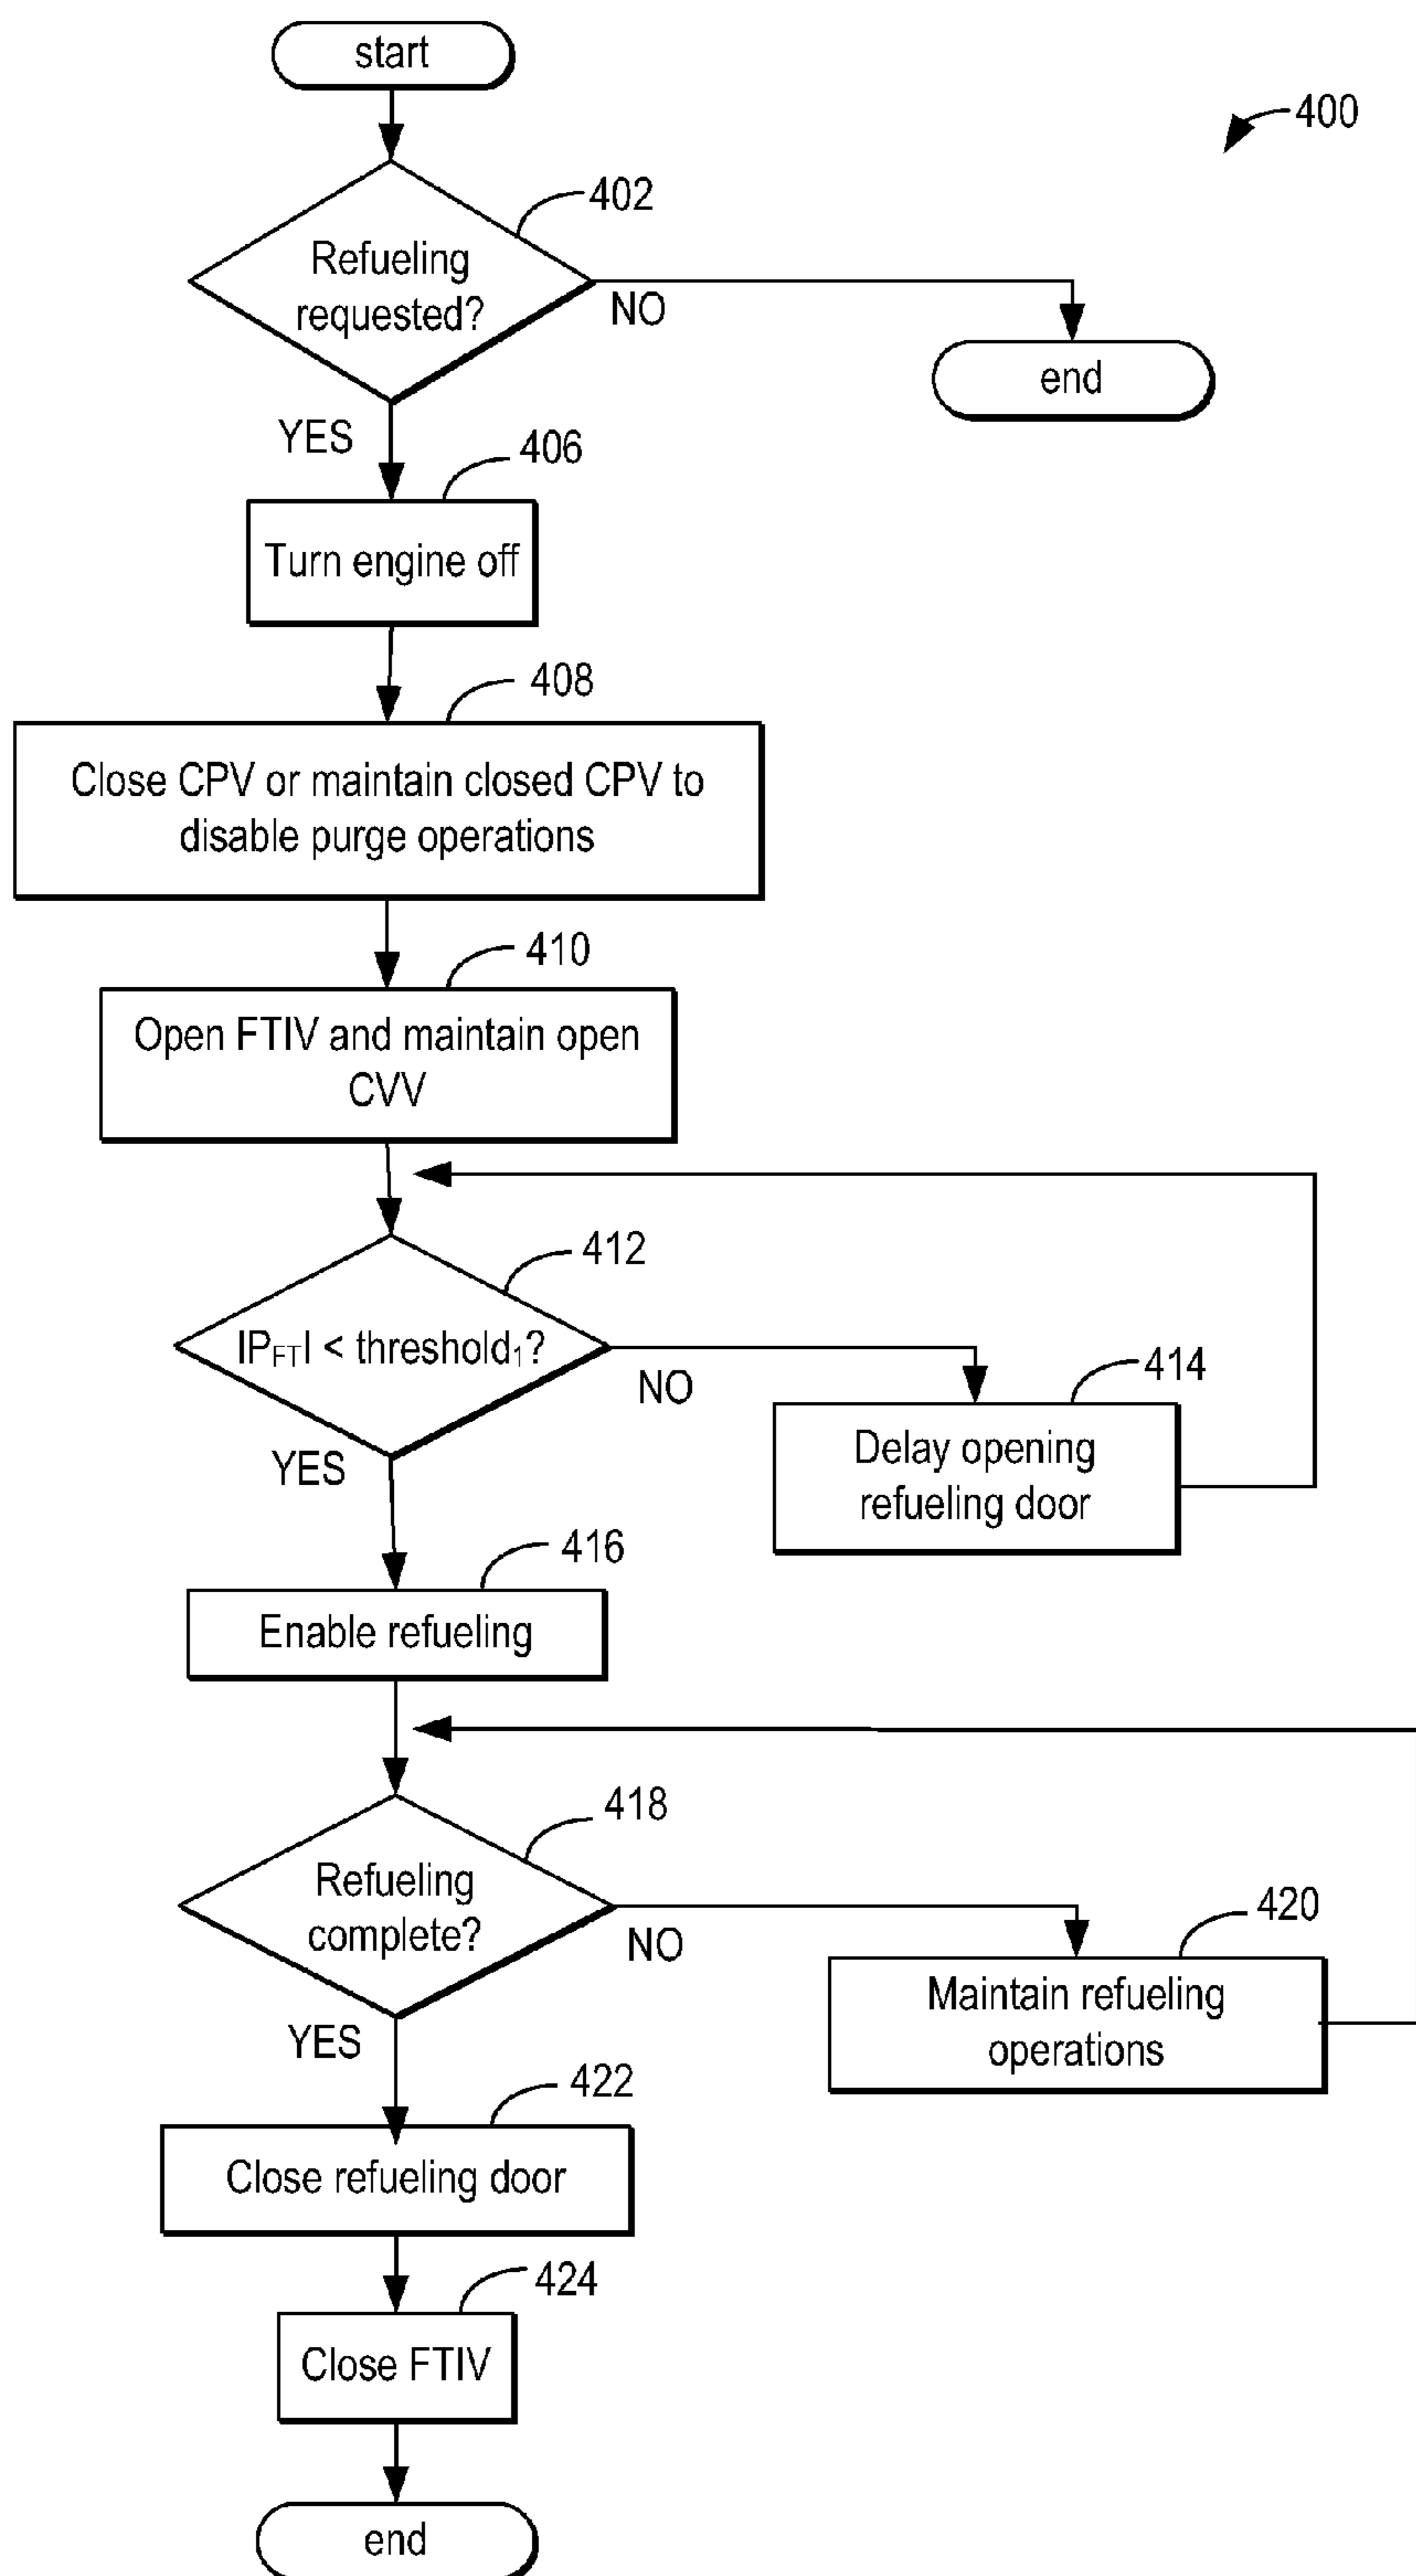 start
400
402
Refueling
requested?
NO
end
YES
406
Turn engine off
408
Close CPV or maintain closed CPV to
disable purge operations
410
Open FTIV and maintain open
CVV
412
|P_FT| < threshold₁?
NO
414
Delay opening
refueling door
YES
416
Enable refueling
418
Refueling
complete?
NO
420
Maintain refueling
operations
YES
422
Close refueling door
424
Close FTIV
end